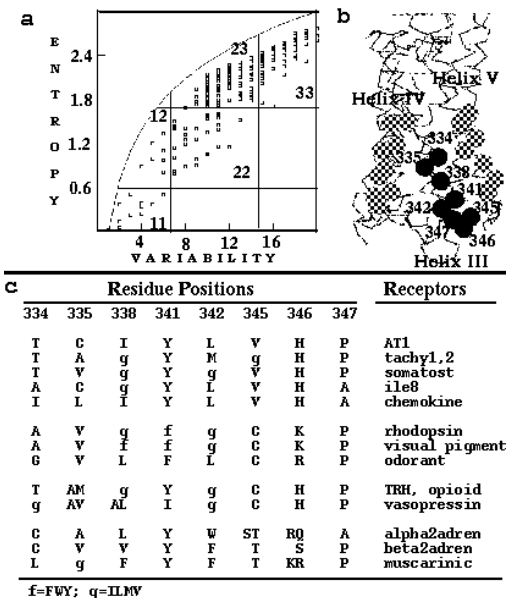 a
b
ENTROPY
2.4
1.8
1.2
0.6
23
33
12
22
11
4 8 12 16
VARIABILITY
Helix V
Helix IV
334
335
338
341
342
345
347
346
Helix III
c
Residue Positions Receptors
334 335 338 341 342 345 346 347
T C I Y L V H P AT1
T A g Y M g H P tachy1,2
T V g Y g V H P somatost
A C g Y L V H A ile8
I L I Y L V H A chemokine
A V g f g C K P rhodopsin
A V f f g C K P visual pigment
G V L F L C R P odorant
T AM g Y g C H P TRH, opioid
g AV AL I g C H P vasopressin
C A L Y W ST RQ A alpha2adren
C V V Y F T S P beta2adren
L g F Y F T KR P muscarinic
f=FWY; g=ILMV